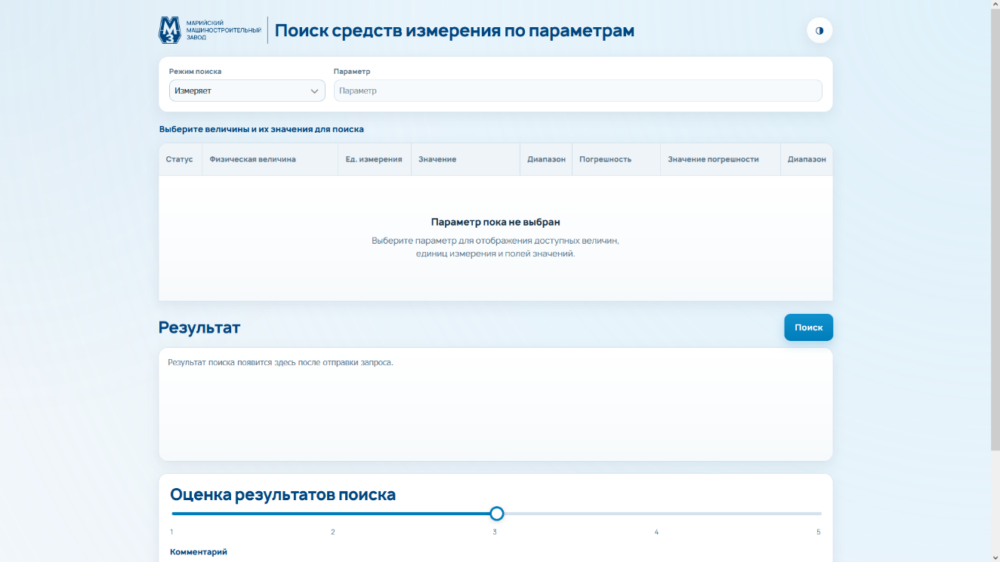 МАРИЙСКИЙ
МАШИНОСТРОИТЕЛЬНЫЙ
ЗАВОД
Поиск средств измерения по параметрам
Режим поиска
Параметр
Измеряет
Параметр
Выберите величины и их значения для поиска
Статус
Физическая величина
Ед. измерения
Значение
Диапазон
Погрешность
Значение погрешности
Диапазон
Параметр пока не выбран
Выберите параметр для отображения доступных величин,
единиц измерения и полей значений.
Результат
Поиск
Результат поиска появится здесь после отправки запроса.
Оценка результатов поиска
1
2
3
4
5
Комментарий